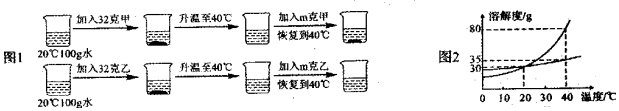 加入32克甲 升温至40℃ 加入m克甲
恢复到40℃
图1
20℃100g水
加入32克乙 升温至40℃ 加入m克乙
恢复到40℃
20℃100g水
溶解度/g
80
图2
35
30
0 10 20 30 40 温度/℃